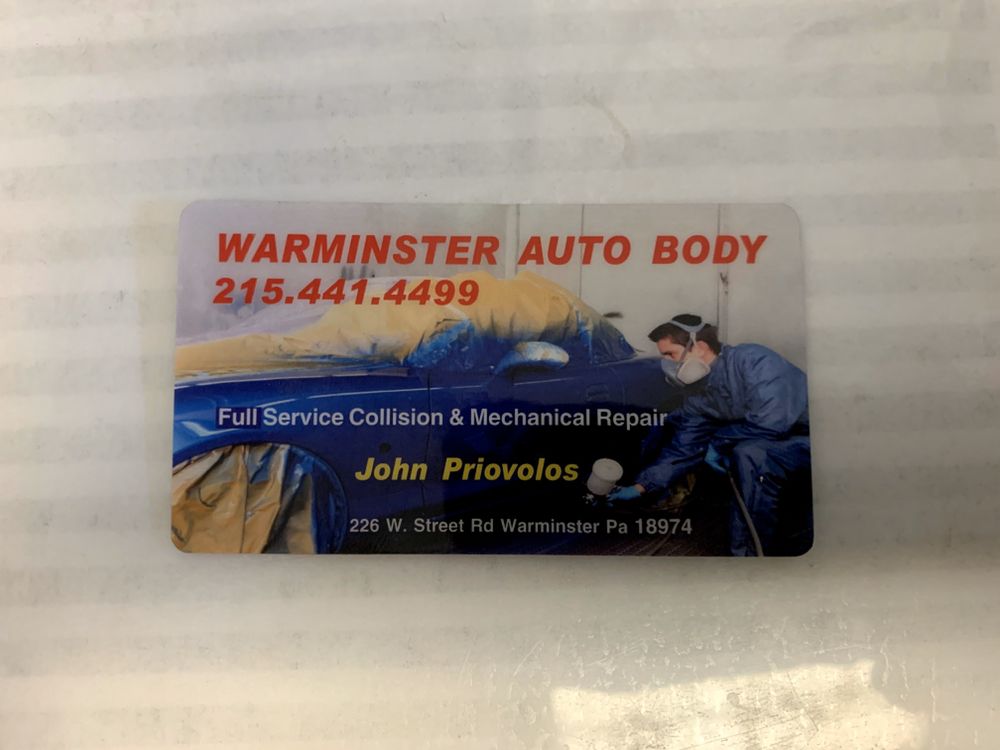 WARMINSTER AUTO BODY
215.441.4499
Full Service Collision & Mechanical Repair
John Priovolos
226 W. Street Rd Warminster Pa 18974